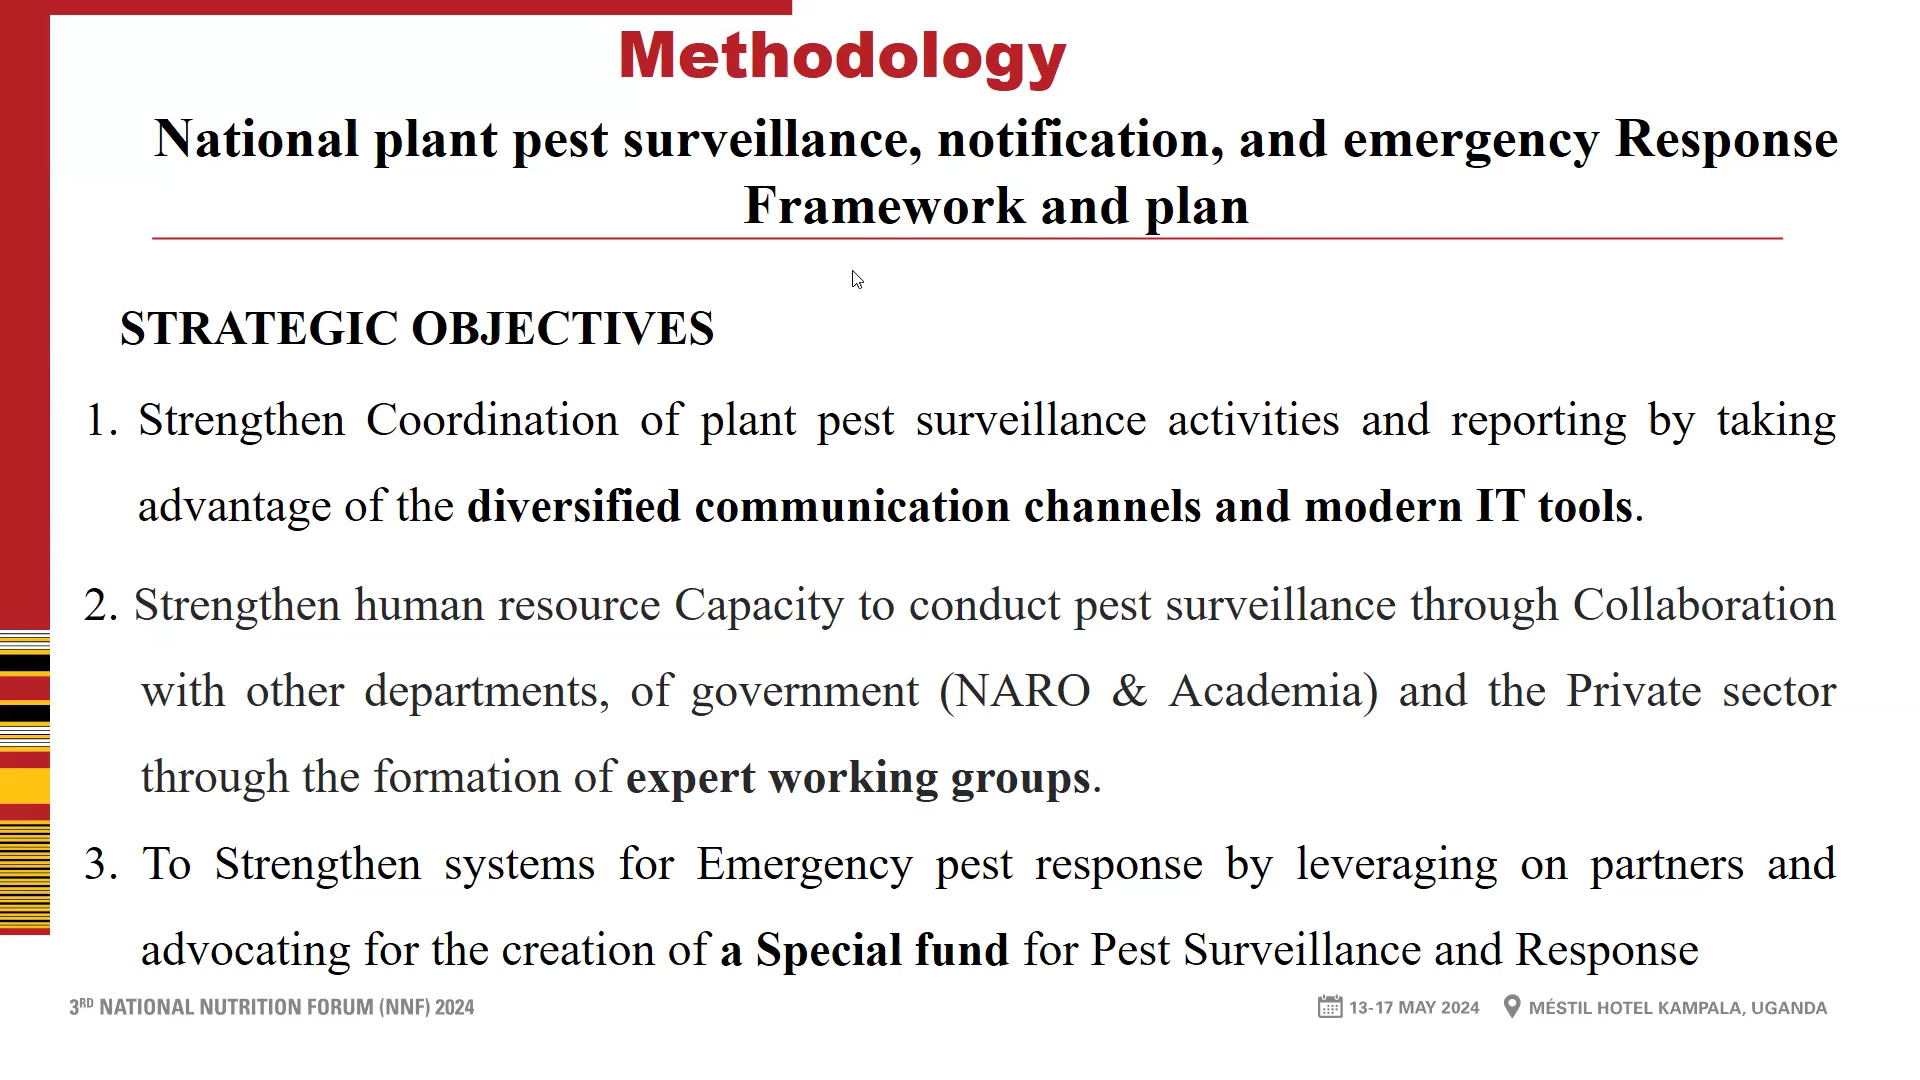 Methodology
National plant pest surveillance, notification, and emergency Response
Framework and plan
STRATEGIC OBJECTIVES
1. Strengthen Coordination of plant pest surveillance activities and reporting by taking
advantage of the diversified communication channels and modern IT tools.
2. Strengthen human resource Capacity to conduct pest surveillance through Collaboration
with other departments, of government (NARO & Academia) and the Private sector
through the formation of expert working groups.
3. To Strengthen systems for Emergency pest response by leveraging on partners and
advocating for the creation of a Special fund for Pest Surveillance and Response
3RD NATIONAL NUTRITION FORUM (NNF) 2024
13-17 MAY 2024 MÉSTIL HOTEL KAMPALA, UGANDA